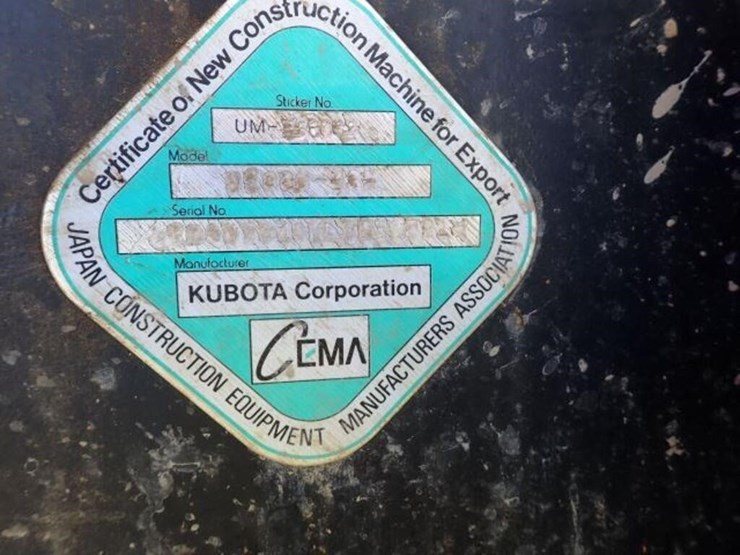 Certificate of New Construction Machine for Export
Sticker No.
UM-
Model
Serial No.
Manufacturer
KUBOTA Corporation
CEMA
JAPAN CONSTRUCTION EQUIPMENT MANUFACTURERS ASSOCIATION